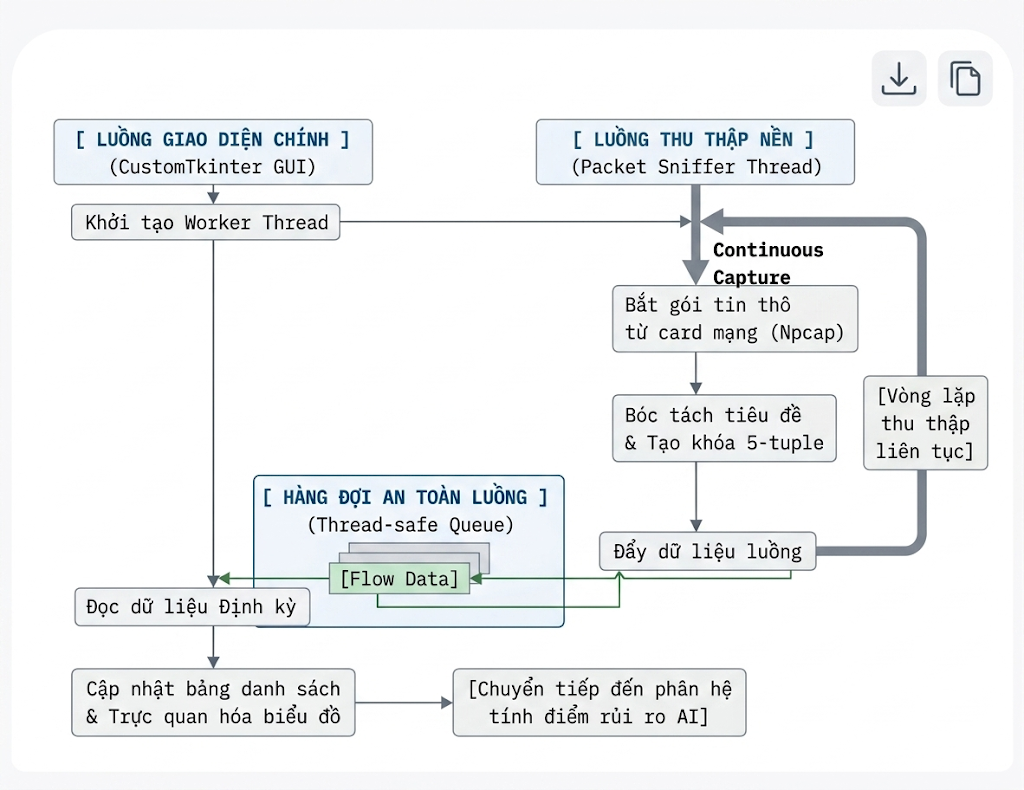 [ LUỒNG GIAO DIỆN CHÍNH ]
(CustomTkinter GUI)
[ LUỒNG THU THẬP NỀN ]
(Packet Sniffer Thread)
Khởi tạo Worker Thread
Continuous
Capture
Bắt gói tin thô
từ card mạng (Npcap)
Bóc tách tiêu đề
& Tạo khóa 5-tuple
[Vòng lặp
thu thập
liên tục]
[ HÀNG ĐỢI AN TOÀN LUỒNG ]
(Thread-safe Queue)
[Flow Data]
Đẩy dữ liệu luồng
Đọc dữ liệu Định kỳ
Cập nhật bảng danh sách
& Trực quan hóa biểu đồ
[Chuyển tiếp đến phân hệ
tính điểm rủi ro AI]